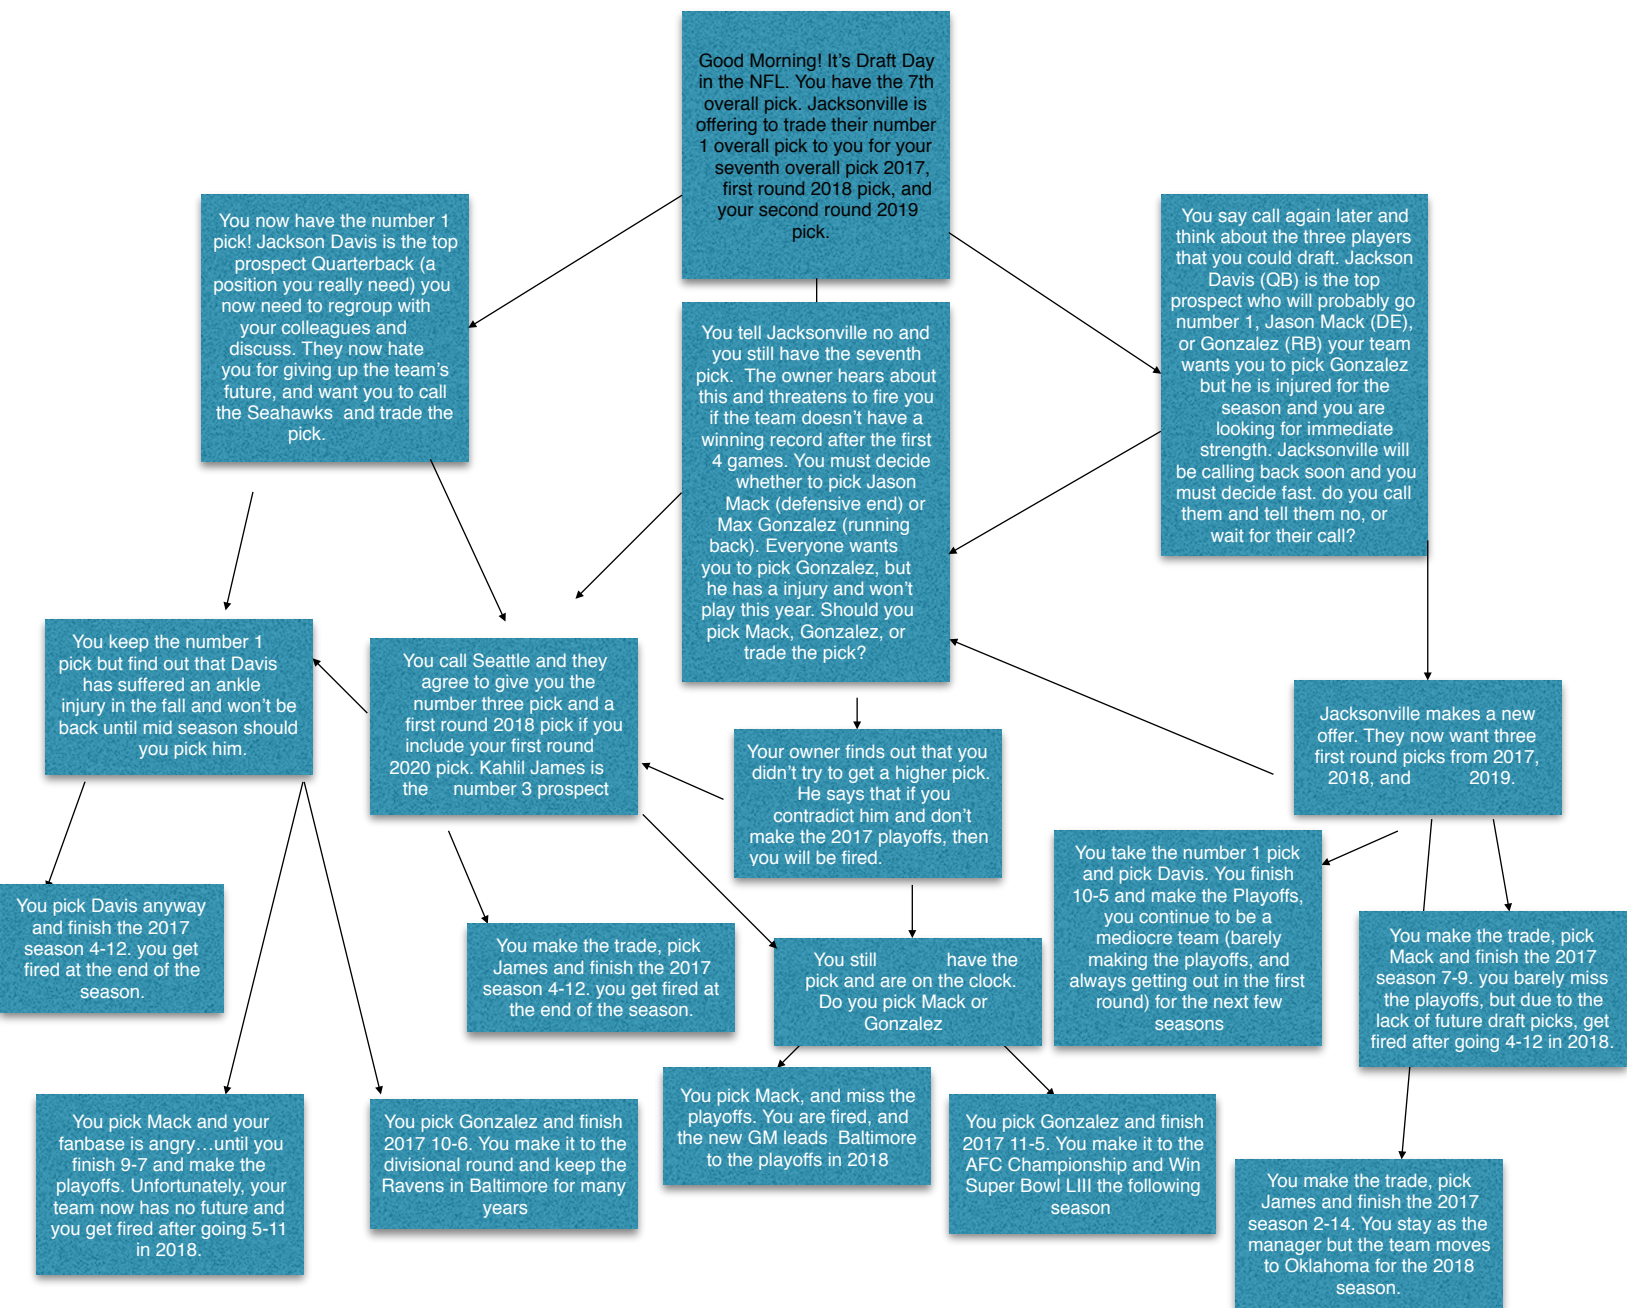 Good Morning! It's Draft Day
in the NFL. You have the 7th
overall pick. Jacksonville is
offering to trade their number
1 overall pick to you for your
seventh overall pick 2017,
first round 2018 pick, and
your second round 2019
pick.
You now have the number 1
pick! Jackson Davis is the top
prospect Quarterback (a
position you really need) you
now need to regroup with
your colleagues and
discuss. They now hate
you for giving up the team's
future, and want you to call
the Seahawks and trade the
pick.
You tell Jacksonville no and
you still have the seventh
pick. The owner hears about
this and threatens to fire you
if the team doesn't have a
winning record after the first
4 games. You must decide
whether to pick Jason
Mack (defensive end) or
Max Gonzalez (running
back). Everyone wants
you to pick Gonzalez, but
he has a injury and won't
play this year. Should you
pick Mack, Gonzalez, or
trade the pick?
You say call again later and
think about the three players
that you could draft. Jackson
Davis (QB) is the top
prospect who will probably go
number 1, Jason Mack (DE),
or Gonzalez (RB) your team
wants you to pick Gonzalez
but he is injured for the
season and you are
looking for immediate
strength. Jacksonville will
be calling back soon and you
must decide fast. do you call
them and tell them no, or
wait for their call?
You keep the number 1
pick but find out that Davis
has suffered an ankle
injury in the fall and won't be
back until mid season should
you pick him.
You call Seattle and they
agree to give you the
number three pick and a
first round 2018 pick if you
include your first round
2020 pick. Kahlil James is
the number 3 prospect
Your owner finds out that you
didn't try to get a higher pick.
He says that if you
contradict him and don't
make the 2017 playoffs, then
you will be fired.
Jacksonville makes a new
offer. They now want three
first round picks from 2017,
2018, and 2019.
You pick Davis anyway
and finish the 2017
season 4-12. you get
fired at the end of the
season.
You make the trade, pick
James and finish the 2017
season 4-12. you get fired at
the end of the season.
You still have the
pick and are on the clock.
Do you pick Mack or
Gonzalez
You take the number 1 pick
and pick Davis. You finish
10-5 and make the Playoffs,
you continue to be a
mediocre team (barely
making the playoffs, and
always getting out in the first
round) for the next few
seasons
You make the trade, pick
Mack and finish the 2017
season 7-9. you barely miss
the playoffs, but due to the
lack of future draft picks, get
fired after going 4-12 in 2018.
You pick Mack and your
fanbase is angry…until you
finish 9-7 and make the
playoffs. Unfortunately, your
team now has no future and
you get fired after going 5-11
in 2018.
You pick Gonzalez and finish
2017 10-6. You make it to the
divisional round and keep the
Ravens in Baltimore for many
years
You pick Mack, and miss the
playoffs. You are fired, and
the new GM leads Baltimore
to the playoffs in 2018
You pick Gonzalez and finish
2017 11-5. You make it to the
AFC Championship and Win
Super Bowl LIII the following
season
You make the trade, pick
James and finish the 2017
season 2-14. You stay as the
manager but the team moves
to Oklahoma for the 2018
season.